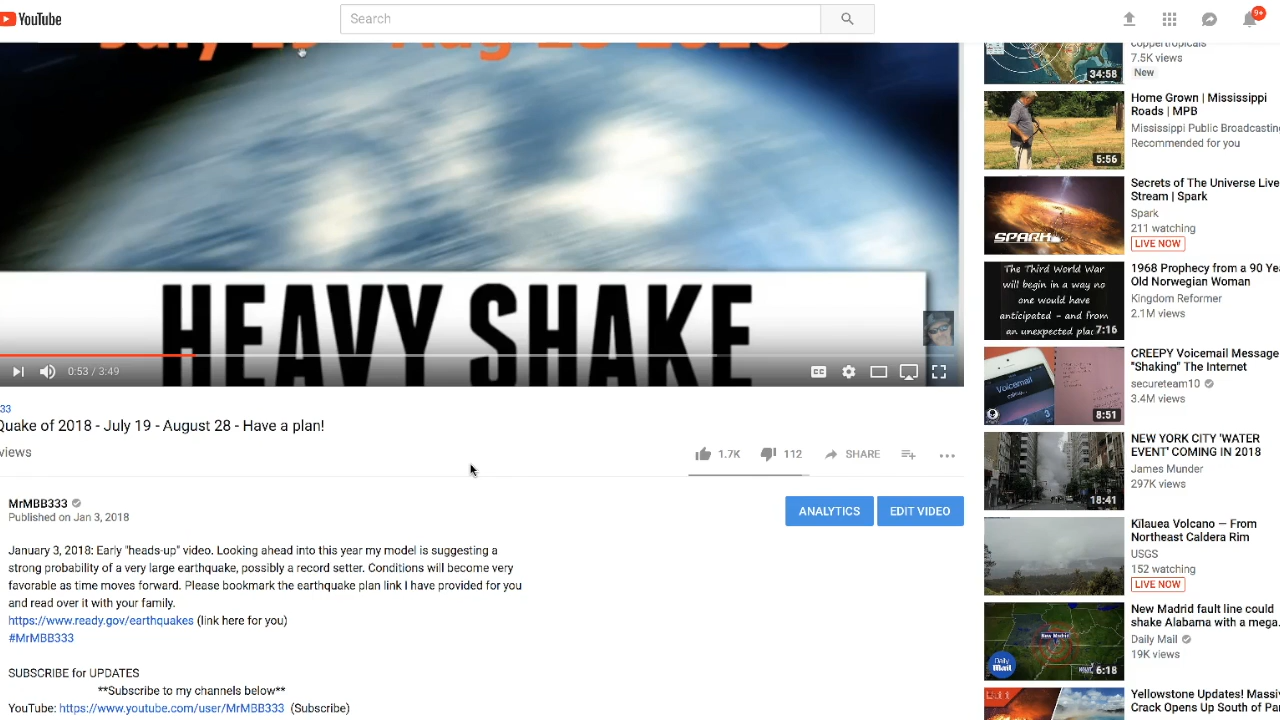 YouTube
Search
9+
HEAVY SHAKE
0:53 / 3:49
CC
33
Quake of 2018 - July 19 - August 28 - Have a plan!
views
1.7K
112
SHARE
MrMBB333
Published on Jan 3, 2018
ANALYTICS
EDIT VIDEO
January 3, 2018: Early "heads-up" video. Looking ahead into this year my model is suggesting a
strong probability of a very large earthquake, possibly a record setter. Conditions will become very
favorable as time moves forward. Please bookmark the earthquake plan link I have provided for you
and read over it with your family.
https://www.ready.gov/earthquakes (link here for you)
#MrMBB333
SUBSCRIBE for UPDATES
**Subscribe to my channels below**
YouTube: https://www.youtube.com/user/MrMBB333 (Subscribe)
34:58
coppertropicals
7.5K views
New
5:56
Home Grown | Mississippi
Roads | MPB
Mississippi Public Broadcasting
Recommended for you
SPARK
Secrets of The Universe Live
Stream | Spark
Spark
211 watching
LIVE NOW
The Third World War
will begin in a way no
one would have
anticipated - and from
an unexpected plac
7:16
1968 Prophecy from a 90 Ye
Old Norwegian Woman
Kingdom Reformer
2.1M views
Voicemail
8:51
CREEPY Voicemail Message
"Shaking" The Internet
secureteam10
3.4M views
18:41
NEW YORK CITY 'WATER
EVENT' COMING IN 2018
James Munder
297K views
Kīlauea Volcano — From
Northeast Caldera Rim
USGS
152 watching
LIVE NOW
New Madrid
Daily
Mail
6:18
New Madrid fault line could
shake Alabama with a mega
Daily Mail
19K views
Yellowstone Updates! Massi
Crack Opens Up South of Pa